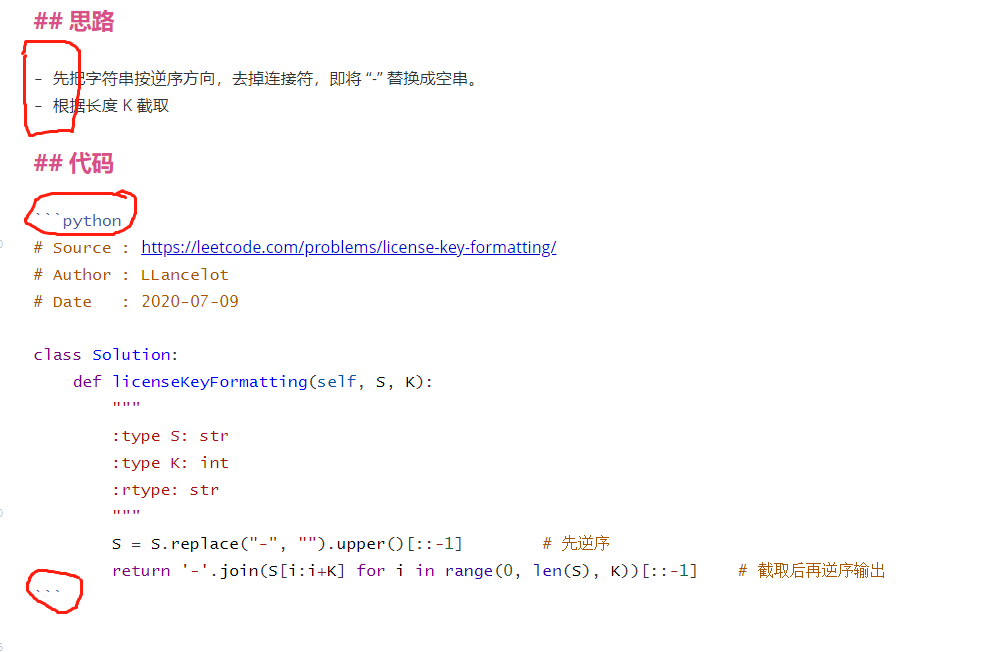 ## 思路
- 先把字符串按逆序方向，去掉连接符，即将 “-” 替换成空串。
- 根据长度 K 截取
## 代码
```python
# Source : https://leetcode.com/problems/license-key-formatting/
# Author : LLancelot
# Date   : 2020-07-09
class Solution:
    def licenseKeyFormatting(self, S, K):
        """
        :type S: str
        :type K: int
        :rtype: str
        """
        S = S.replace("-", "").upper()[::-1]        # 先逆序
        return '-'.join(S[i:i+K] for i in range(0, len(S), K))[::-1]    # 截取后再逆序输出
```